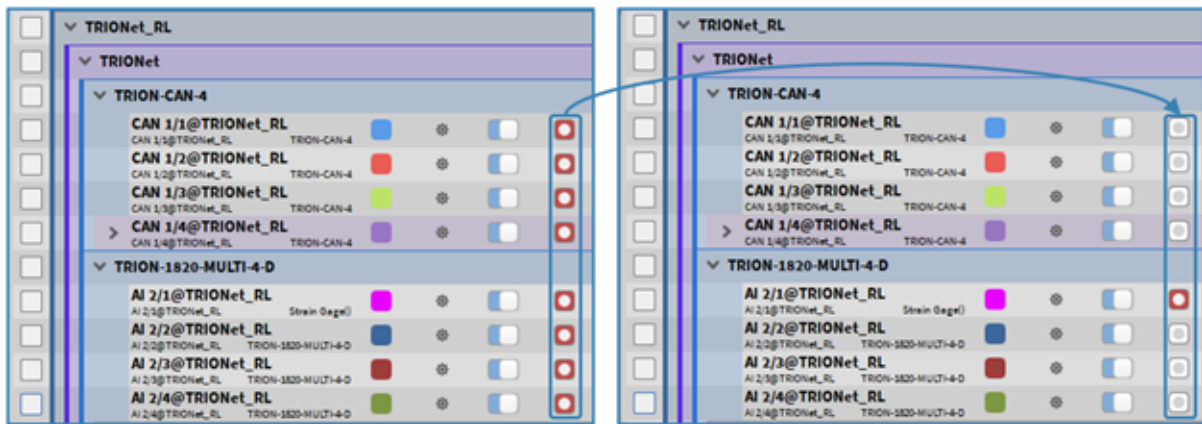 TRIONet_RL
TRIONet
TRION-CAN-4
CAN 1/1@TRIONet_RL
CAN 1/1@TRIONet_RL TRION-CAN-4
CAN 1/2@TRIONet_RL
CAN 1/2@TRIONet_RL TRION-CAN-4
CAN 1/3@TRIONet_RL
CAN 1/3@TRIONet_RL TRION-CAN-4
CAN 1/4@TRIONet_RL
CAN 1/4@TRIONet_RL TRION-CAN-4
TRION-1820-MULTI-4-D
AI 2/1@TRIONet_RL
AI 2/1@TRIONet_RL Strain Gage()
AI 2/2@TRIONet_RL
AI 2/2@TRIONet_RL TRION-1820-MULTI-4-D
AI 2/3@TRIONet_RL
AI 2/3@TRIONet_RL TRION-1820-MULTI-4-D
AI 2/4@TRIONet_RL
AI 2/4@TRIONet_RL TRION-1820-MULTI-4-D
TRIONet_RL
TRIONet
TRION-CAN-4
CAN 1/1@TRIONet_RL
CAN 1/1@TRIONet_RL TRION-CAN-4
CAN 1/2@TRIONet_RL
CAN 1/2@TRIONet_RL TRION-CAN-4
CAN 1/3@TRIONet_RL
CAN 1/3@TRIONet_RL TRION-CAN-4
CAN 1/4@TRIONet_RL
CAN 1/4@TRIONet_RL TRION-CAN-4
TRION-1820-MULTI-4-D
AI 2/1@TRIONet_RL
AI 2/1@TRIONet_RL Strain Gage()
AI 2/2@TRIONet_RL
AI 2/2@TRIONet_RL TRION-1820-MULTI-4-D
AI 2/3@TRIONet_RL
AI 2/3@TRIONet_RL TRION-1820-MULTI-4-D
AI 2/4@TRIONet_RL
AI 2/4@TRIONet_RL TRION-1820-MULTI-4-D